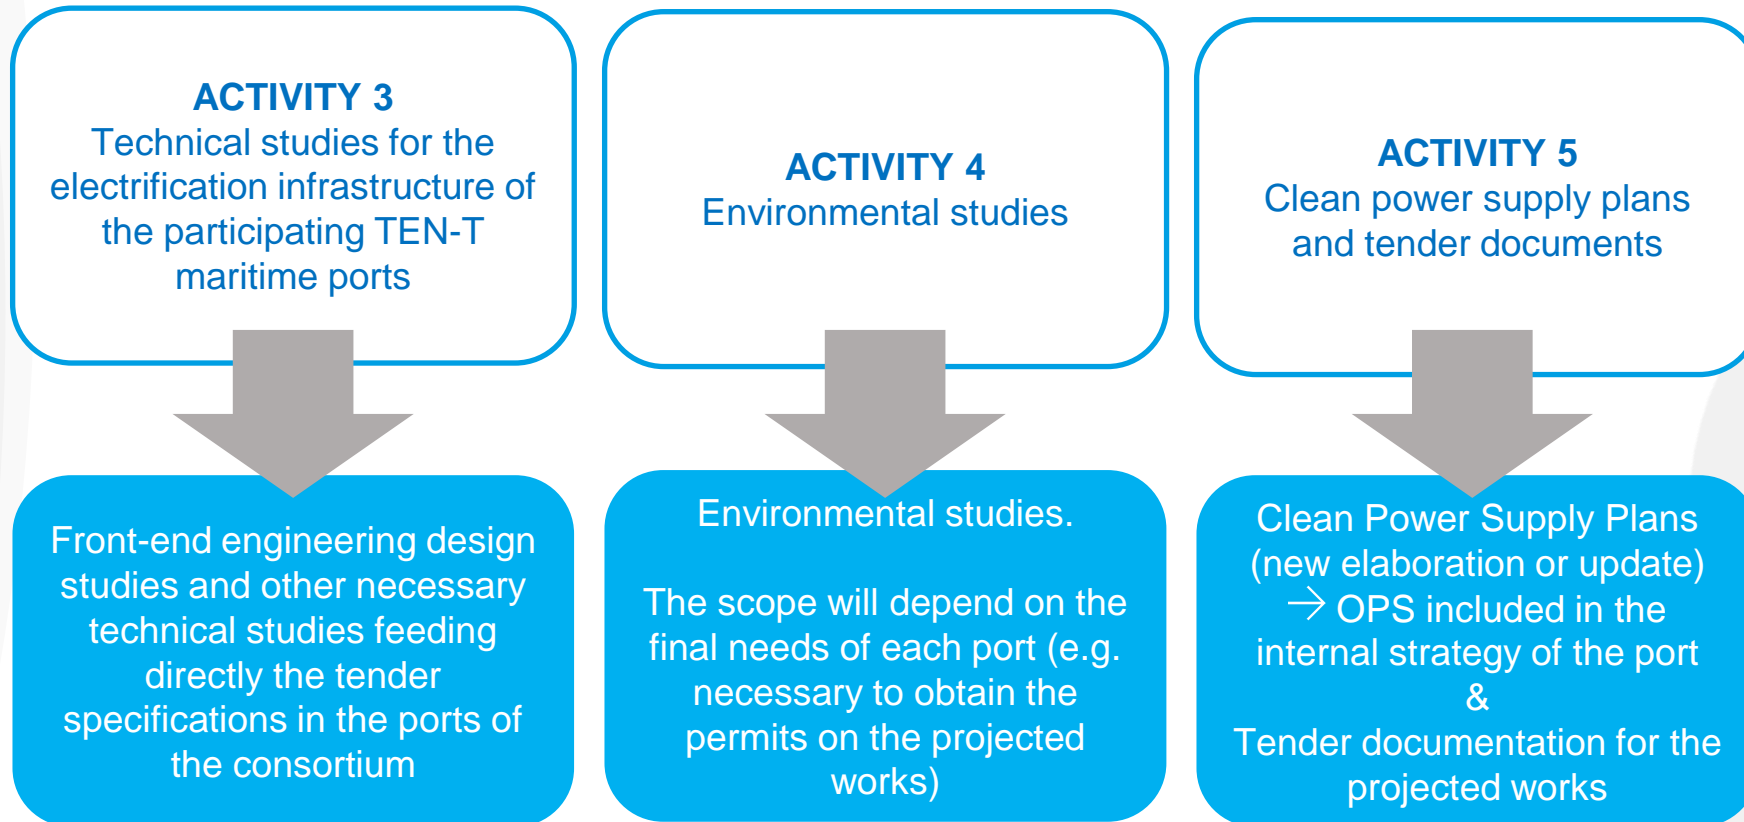 ACTIVITY 3
Technical studies for the
electrification infrastructure of
the participating TEN-T
maritime ports
Front-end engineering design
studies and other necessary
technical studies feeding
directly the tender
specifications in the ports of
the consortium
ACTIVITY 4
Environmental studies
Environmental studies.
The scope will depend on the
final needs of each port (e.g.
necessary to obtain the
permits on the projected
works)
ACTIVITY 5
Clean power supply plans
and tender documents
Clean Power Supply Plans
(new elaboration or update)
→ OPS included in the
internal strategy of the port
&
Tender documentation for the
projected works